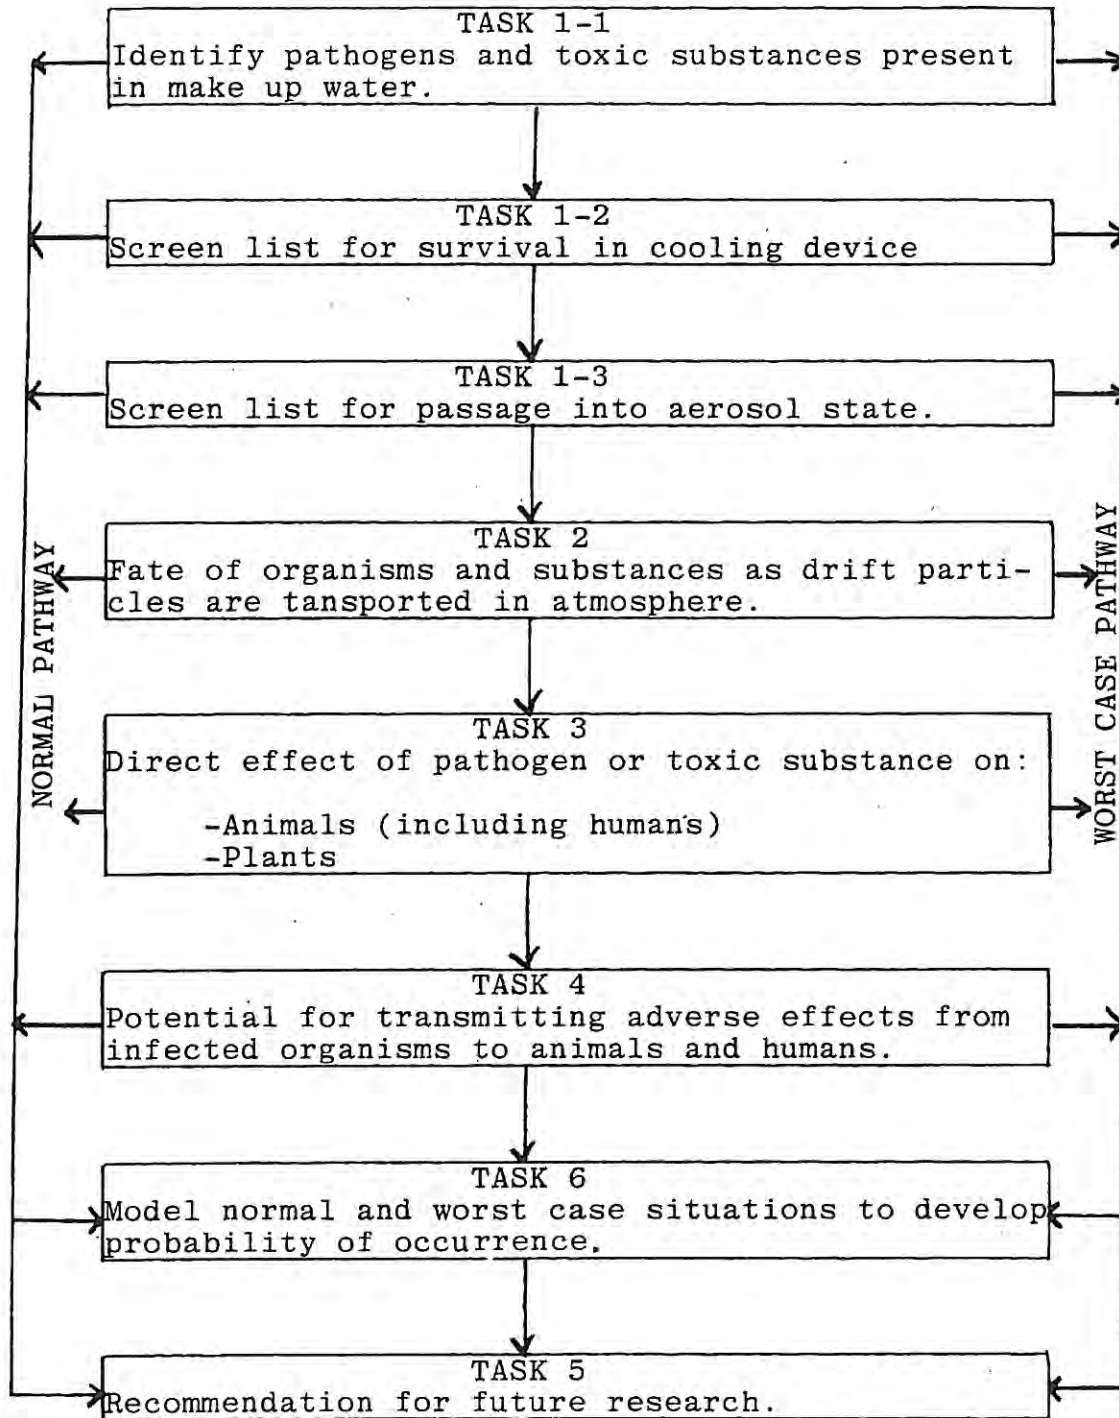 TASK 1-1
Identify pathogens and toxic substances present
in make up water.
TASK 1-2
Screen list for survival in cooling device
TASK 1-3
Screen list for passage into aerosol state.
TASK 2
Fate of organisms and substances as drift parti-
cles are tansported in atmosphere.
NORMAL PATHWAY
WORST CASE PATHWAY
TASK 3
Direct effect of pathogen or toxic substance on:
-Animals (including humans)
-Plants
TASK 4
Potential for transmitting adverse effects from
infected organisms to animals and humans.
TASK 6
Model normal and worst case situations to develop
probability of occurrence.
TASK 5
Recommendation for future research.